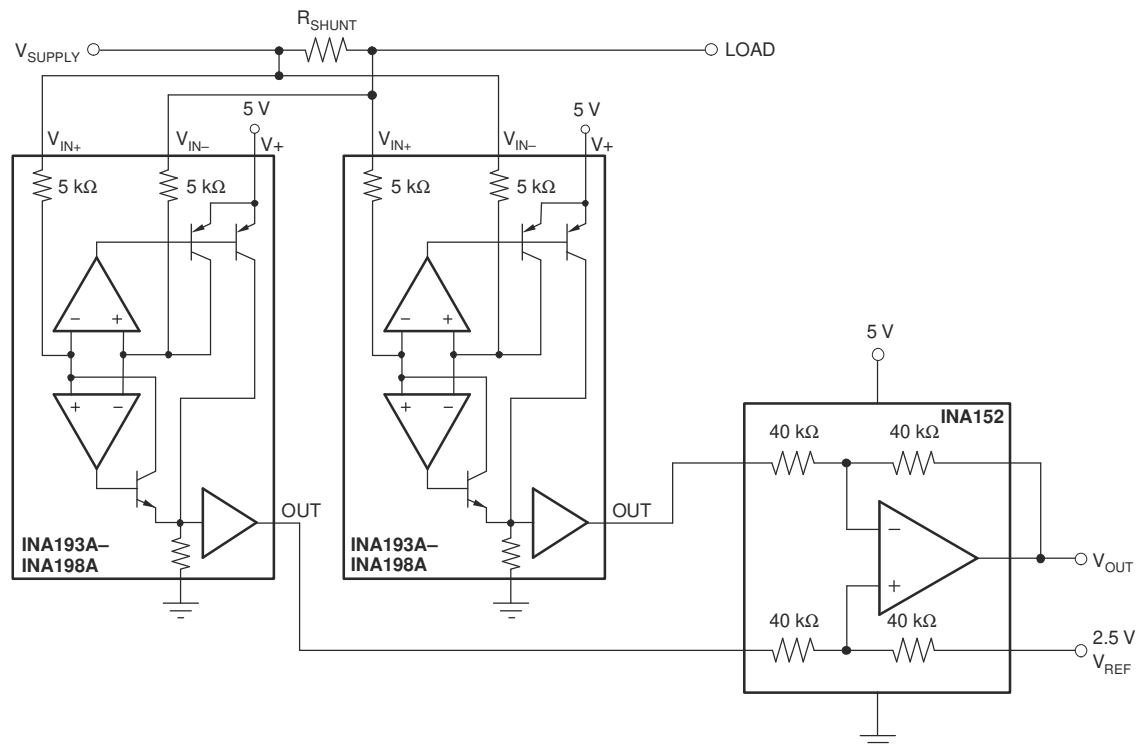 R_SHUNT
V_SUPPLY
LOAD
5 V
5 V
V_IN+
V_IN–
V+
V_IN+
V_IN–
V+
5 kΩ
5 kΩ
5 kΩ
5 kΩ
–
+
–
+
5 V
+
–
+
–
INA152
40 kΩ
40 kΩ
OUT
OUT
INA193A–
INA198A
INA193A–
INA198A
–
+
V_OUT
40 kΩ
40 kΩ
2.5 V
V_REF